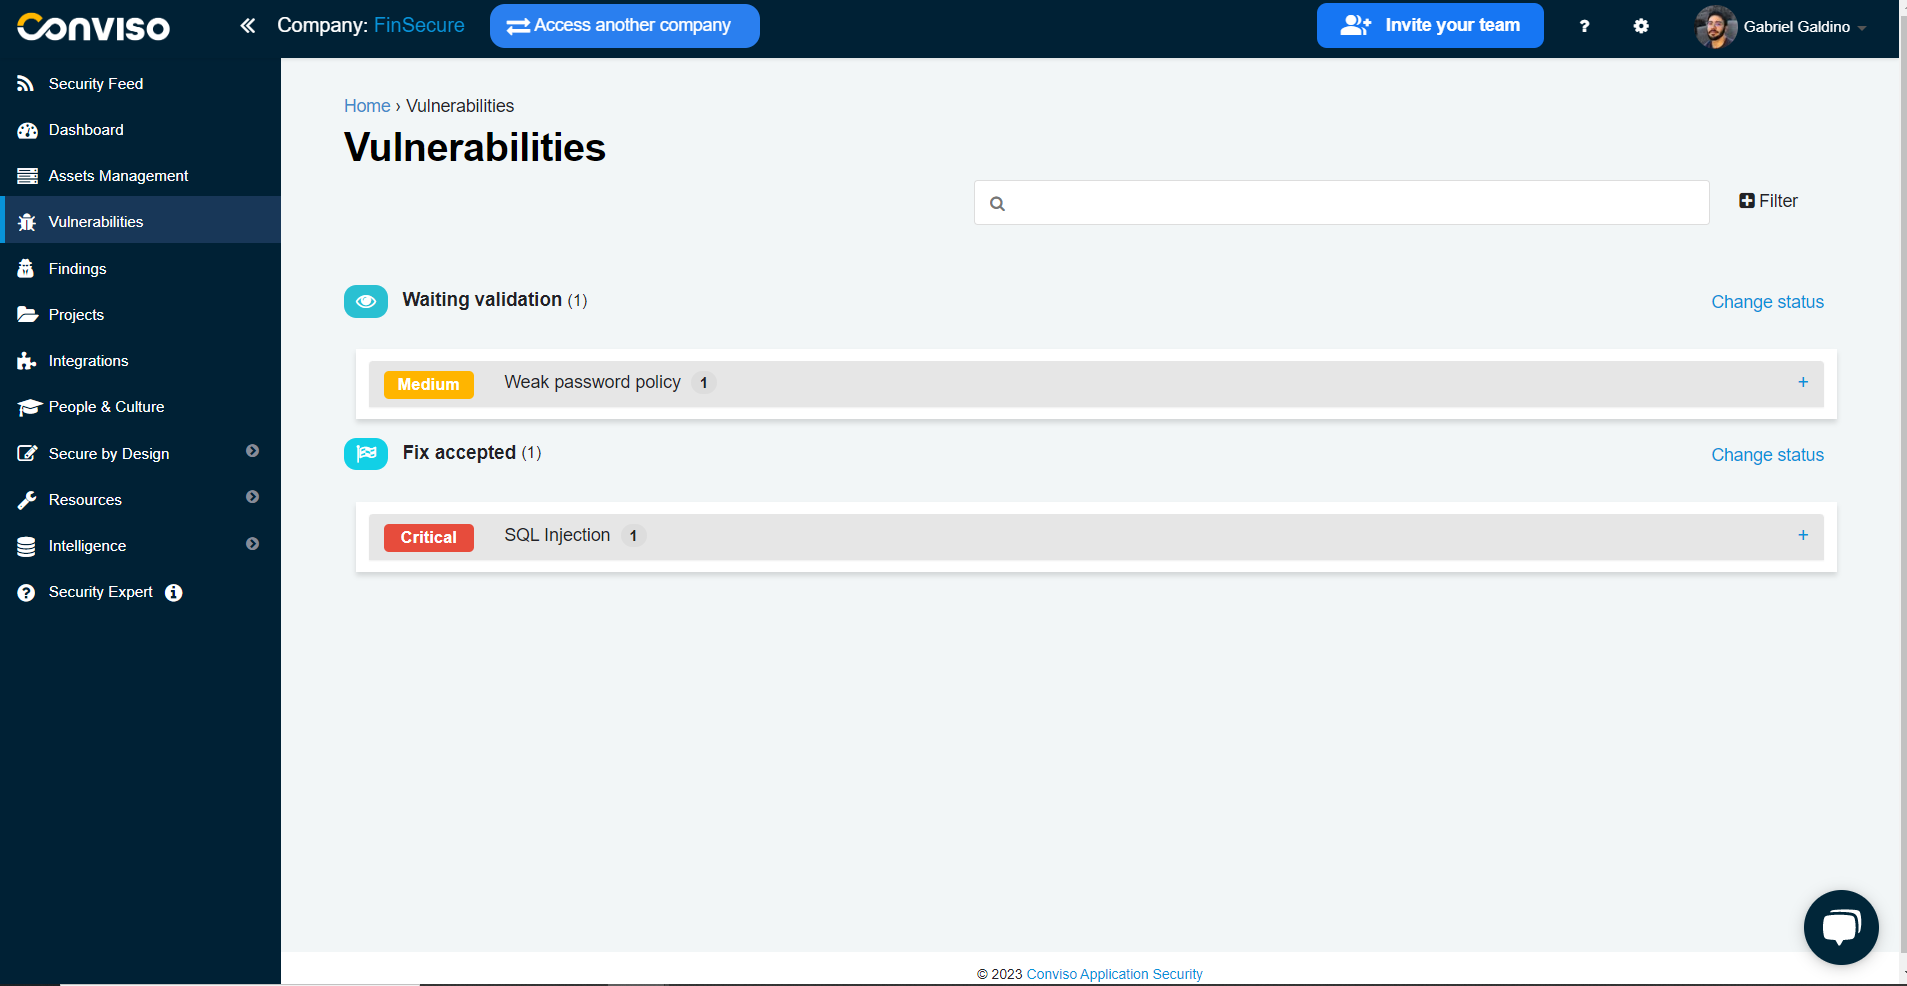 Conviso
Company: FinSecure
Access another company
Invite your team
?
Gabriel Galdino
Security Feed
Dashboard
Assets Management
Vulnerabilities
Findings
Projects
Integrations
People & Culture
Secure by Design
Resources
Intelligence
Security Expert
Home › Vulnerabilities
Vulnerabilities
Filter
Waiting validation (1)
Change status
Medium Weak password policy 1 +
Fix accepted (1)
Change status
Critical SQL Injection 1 +
© 2023 Conviso Application Security